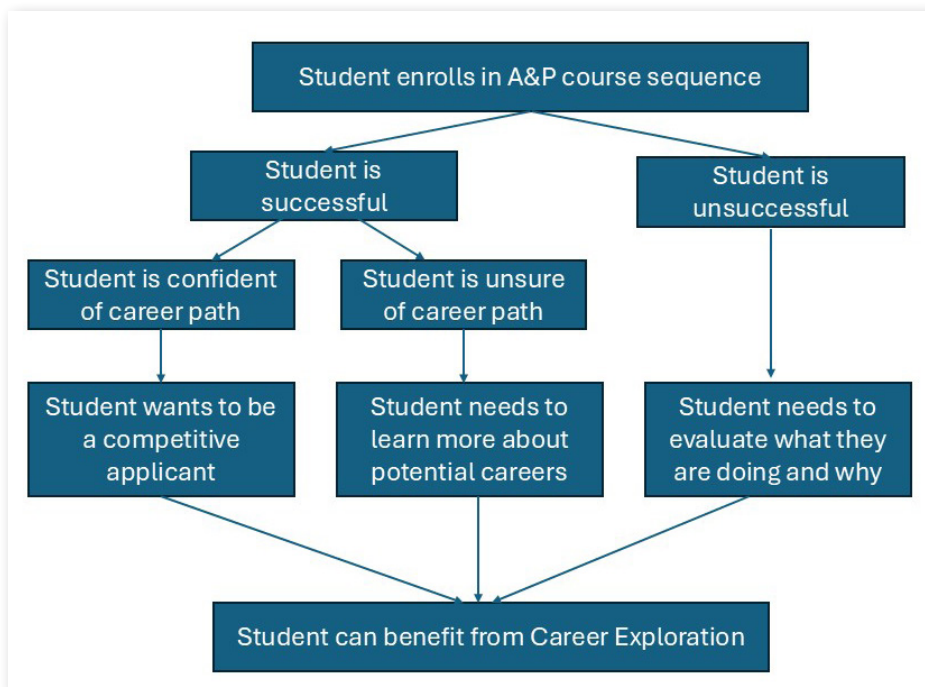 Student enrolls in A&P course sequence
Student is
successful
Student is
unsuccessful
Student is confident
of career path
Student is unsure
of career path
Student wants to be
a competitive
applicant
Student needs to
learn more about
potential careers
Student needs to
evaluate what they
are doing and why
Student can benefit from Career Exploration